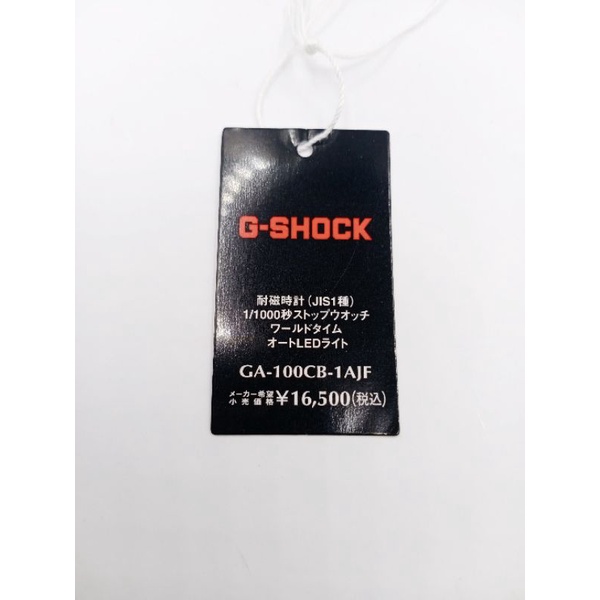 G-SHOCK
耐磁時計(JIS1種)
1/1000秒ストップウオッチ
ワールドタイム
オートLEDライト
GA-100CB-1AJF
メーカー希望
小売価格 ¥16,500(税込)